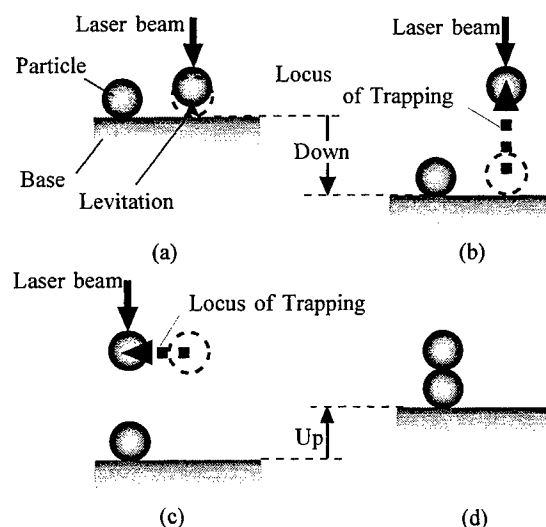 Laser beam
Particle
Base
Levitation
(a)
Laser beam
Locus
of Trapping
Down
(b)
Laser beam
Locus of Trapping
(c)
Up
(d)